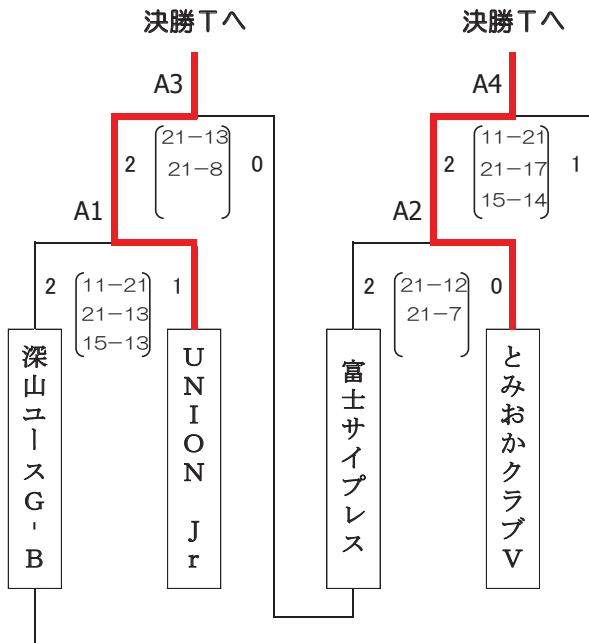 決勝Tへ
決勝Tへ
A3
A4
2
21-13
21-8
0
2
11-21
21-17
15-14
1
A1
A2
2
11-21
21-13
15-13
1
2
21-12
21-7
0
深山ユースG-B
UNION Jr
富士サイプレス
とみおかクラブV